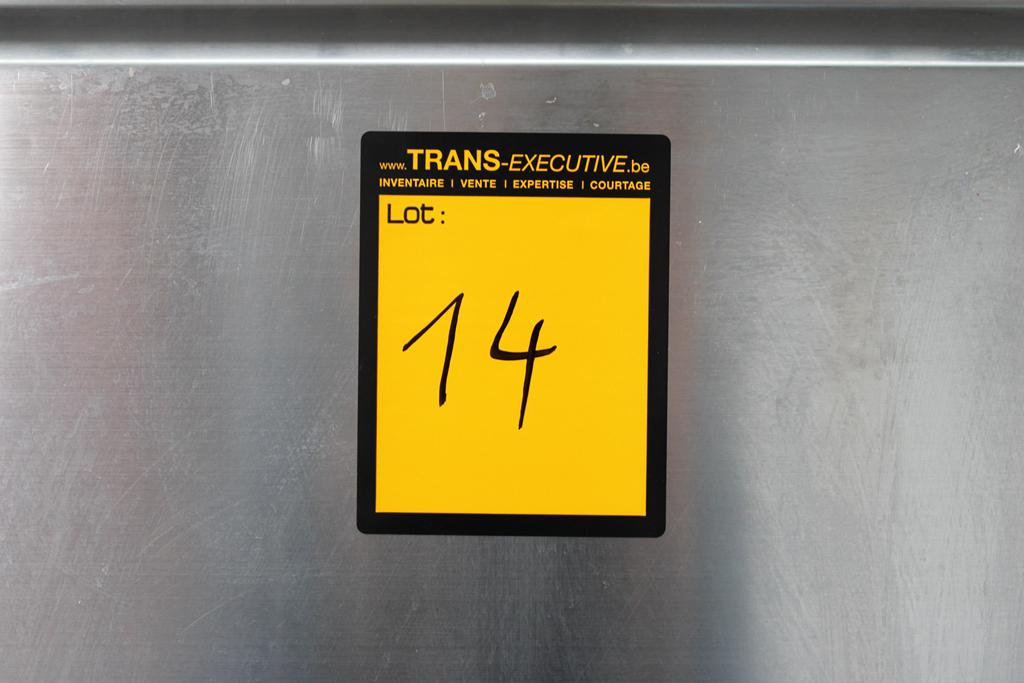 www.TRANS-EXECUTIVE.be
INVENTAIRE | VENTE | EXPERTISE | COURTAGE
Lot:
14